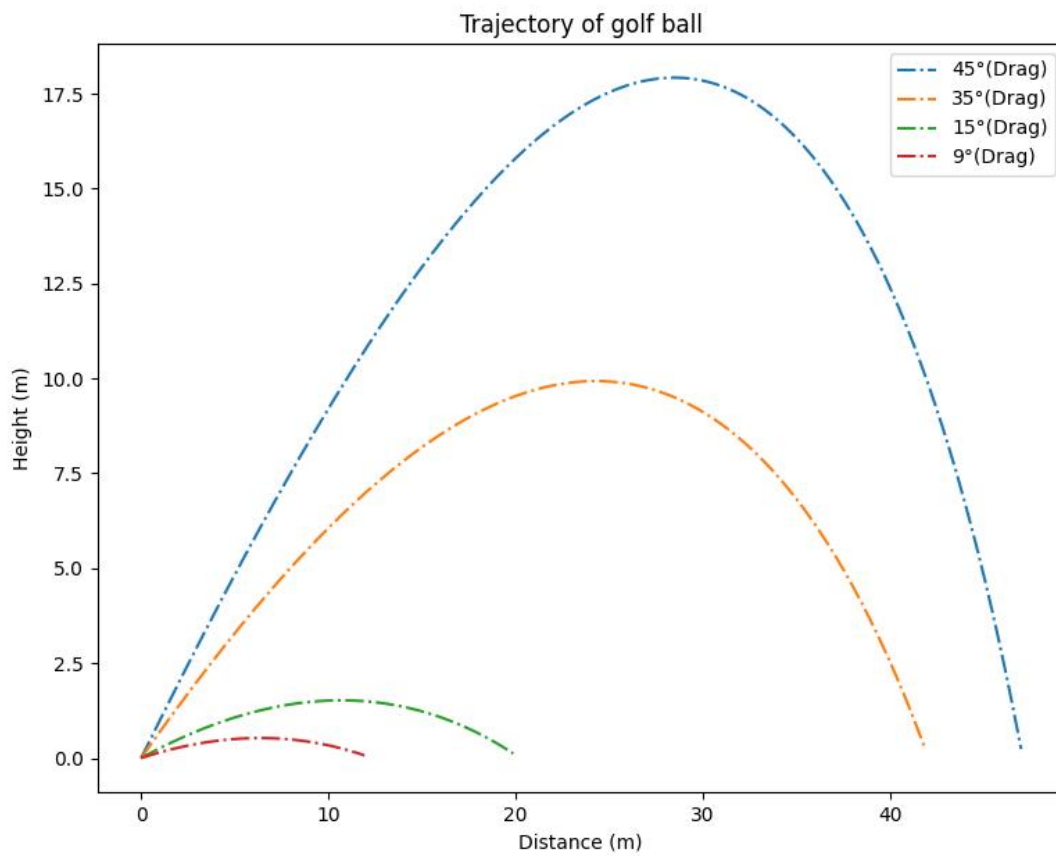 Trajectory of golf ball
45°(Drag)
35°(Drag)
15°(Drag)
9°(Drag)
17.5
15.0
12.5
10.0
7.5
5.0
2.5
0.0
Height (m)
0 10 20 30 40
Distance (m)